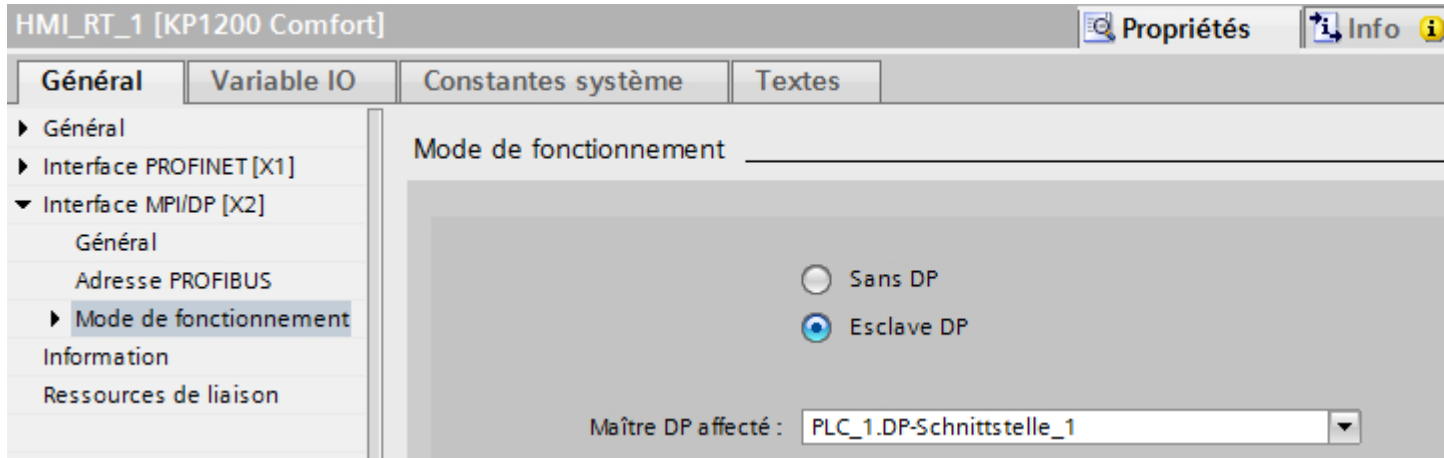 HMI_RT_1 [KP1200 Comfort]
Propriétés
Info
Général
Variable IO
Constantes système
Textes
Général
Interface PROFINET [X1]
Interface MPI/DP [X2]
Général
Adresse PROFIBUS
Mode de fonctionnement
Information
Ressources de liaison
Mode de fonctionnement
Sans DP
Esclave DP
Maître DP affecté : PLC_1.DP-Schnittstelle_1